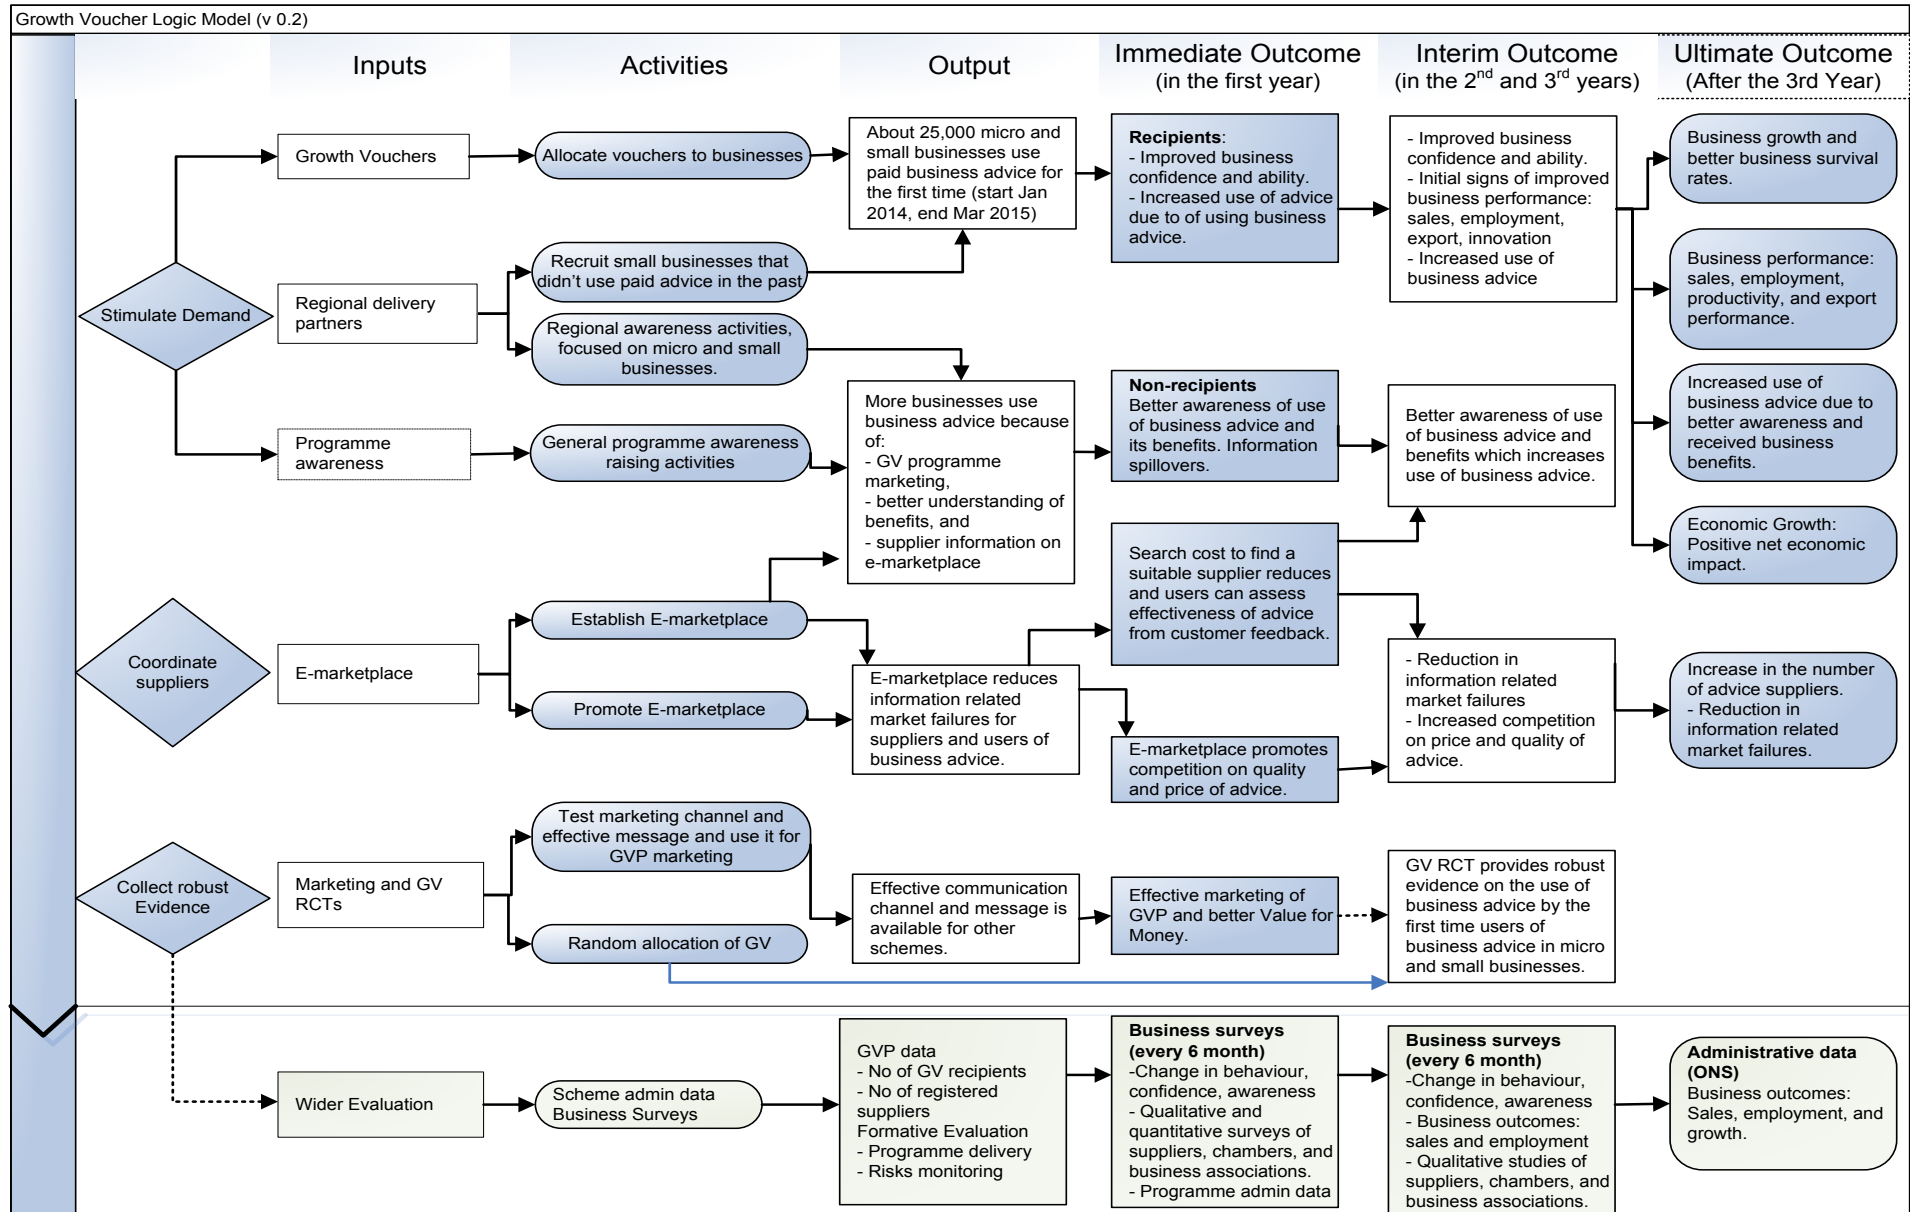 Growth Voucher Logic Model (v 0.2)
Inputs
Activities
Output
Immediate Outcome
(in the first year)
Interim Outcome
(in the 2nd and 3rd years)
Ultimate Outcome
(After the 3rd Year)
Stimulate Demand
Growth Vouchers
Allocate vouchers to businesses
About 25,000 micro and
small businesses use
paid business advice for
the first time (start Jan
2014, end Mar 2015)
Recipients:
- Improved business
confidence and ability.
- Increased use of advice
due to of using business
advice.
- Improved business
confidence and ability.
- Initial signs of improved
business performance:
sales, employment,
export, innovation
- Increased use of
business advice
Business growth and
better business survival
rates.
Business performance:
sales, employment,
productivity, and export
performance.
Increased use of
business advice due to
better awareness and
received business
benefits.
Economic Growth:
Positive net economic
impact.
Regional delivery
partners
Recruit small businesses that
didn't use paid advice in the past
Regional awareness activities,
focused on micro and small
businesses.
Programme
awareness
General programme awareness
raising activities
More businesses use
business advice because
of:
- GV programme
marketing,
- better understanding of
benefits, and
- supplier information on
e-marketplace
Non-recipients
Better awareness of use
of business advice and
its benefits. Information
spillovers.
Better awareness of use
of business advice and
benefits which increases
use of business advice.
Coordinate
suppliers
E-marketplace
Establish E-marketplace
Promote E-marketplace
E-marketplace reduces
information related
market failures for
suppliers and users of
business advice.
Search cost to find a
suitable supplier reduces
and users can assess
effectiveness of advice
from customer feedback.
E-marketplace promotes
competition on quality
and price of advice.
- Reduction in
information related
market failures
- Increased competition
on price and quality of
advice.
Increase in the number
of advice suppliers.
- Reduction in
information related
market failures.
Collect robust
Evidence
Marketing and GV
RCTs
Test marketing channel and
effective message and use it for
GVP marketing
Random allocation of GV
Effective communication
channel and message is
available for other
schemes.
Effective marketing of
GVP and better Value for
Money.
GV RCT provides robust
evidence on the use of
business advice by the
first time users of
business advice in micro
and small businesses.
Wider Evaluation
Scheme admin data
Business Surveys
GVP data
- No of GV recipients
- No of registered
suppliers
Formative Evaluation
- Programme delivery
- Risks monitoring
Business surveys
(every 6 month)
-Change in behaviour,
confidence, awareness
- Qualitative and
quantitative surveys of
suppliers, chambers, and
business associations.
- Programme admin data
Business surveys
(every 6 month)
-Change in behaviour,
confidence, awareness
- Business outcomes:
sales and employment
- Qualitative studies of
suppliers, chambers, and
business associations.
Administrative data
(ONS)
Business outcomes:
Sales, employment, and
growth.